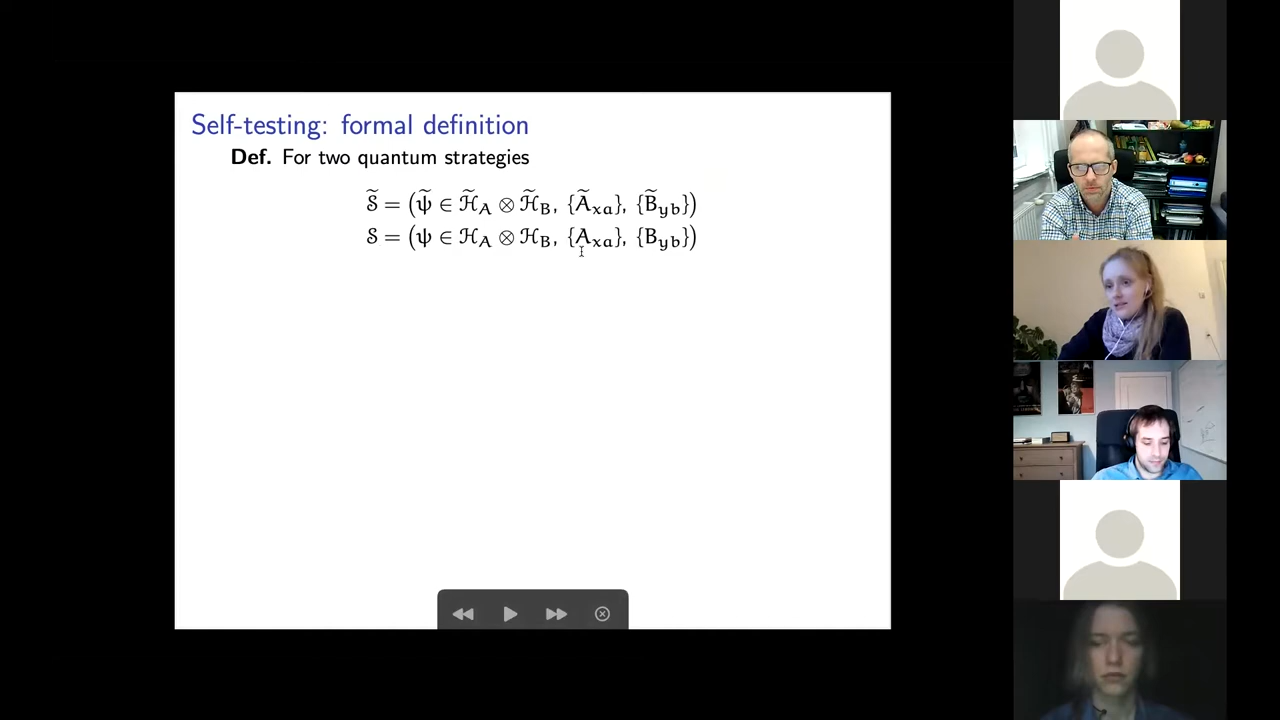 Self-testing: formal definition
Def. For two quantum strategies
S̃ = (ψ̃ ∈ H̃_A ⊗ H̃_B, {Ã_xa}, {B̃_yb})
S = (ψ ∈ H_A ⊗ H_B, {A_xa}, {B_yb})